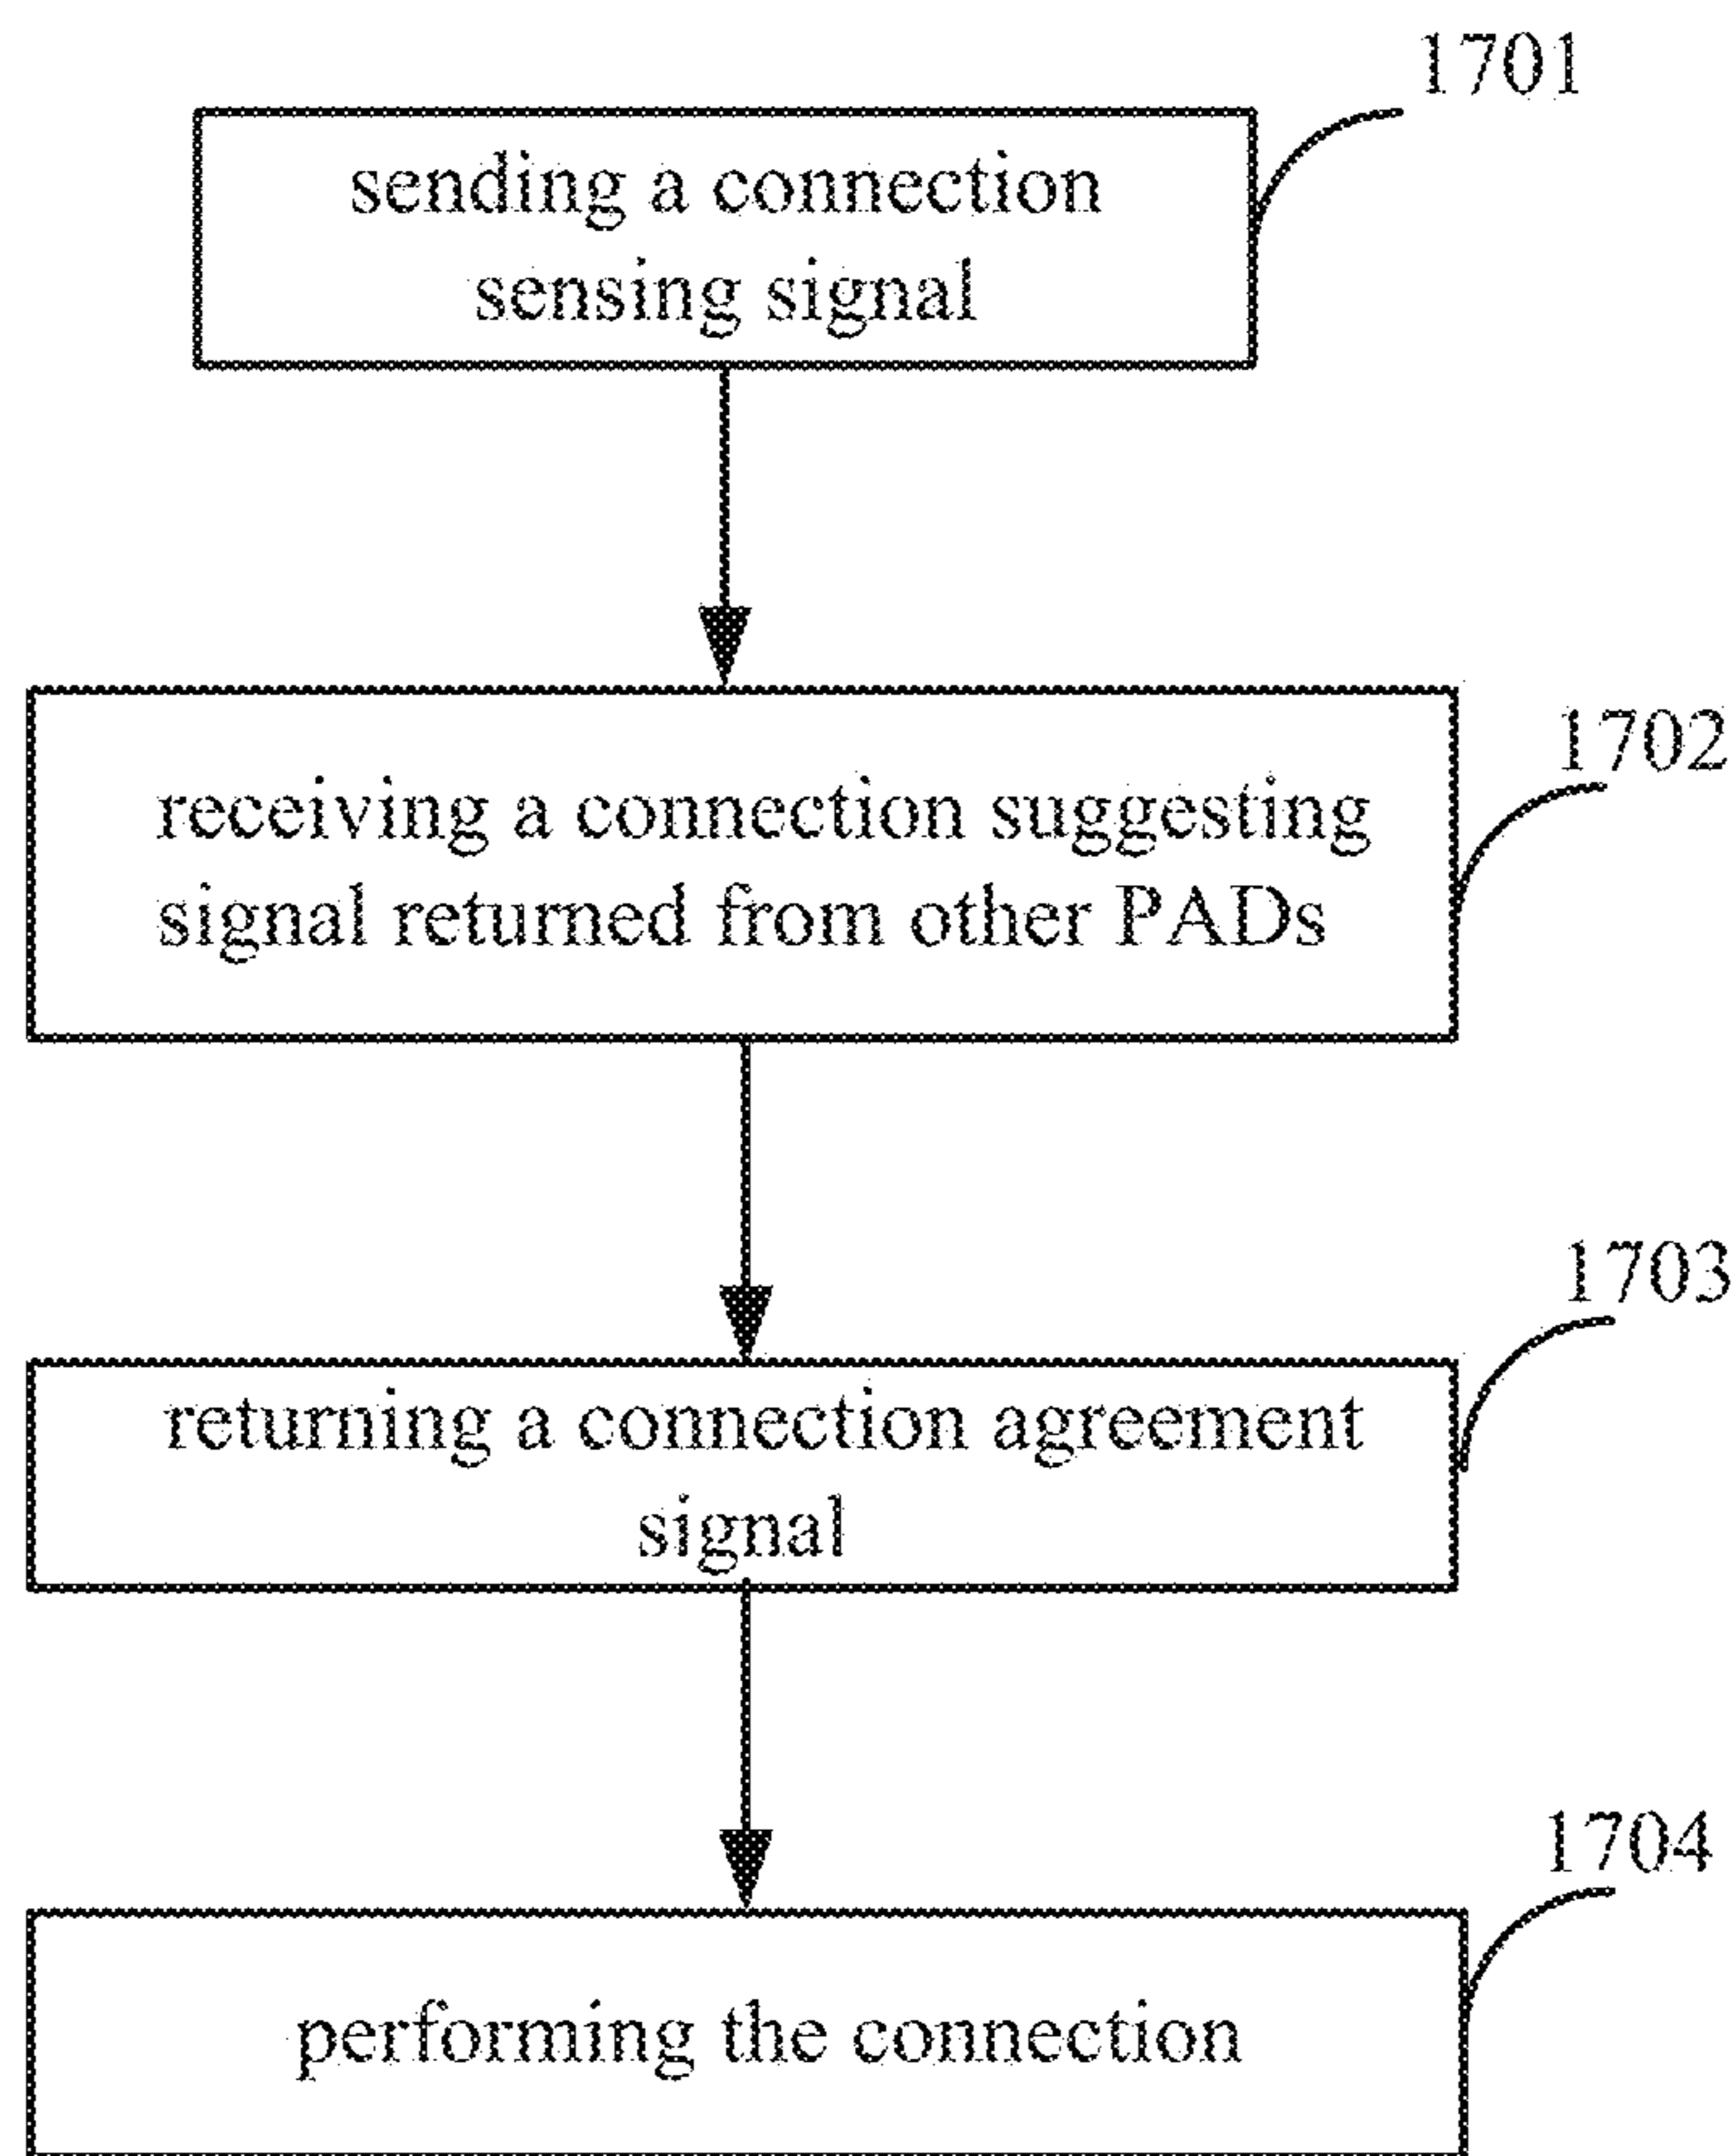 1701
sending a connection
sensing signal
1702
receiving a connection suggesting
signal returned from other PADs
1703
returning a connection agreement
signal
1704
performing the connection